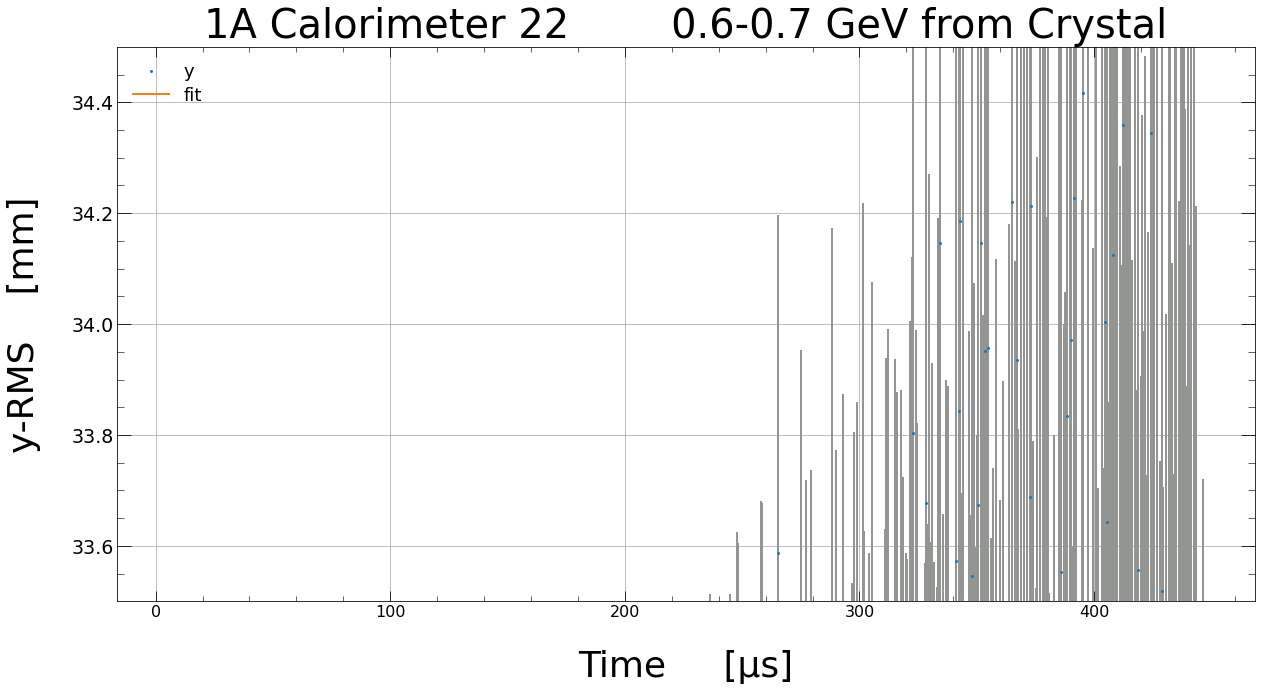 1A Calorimeter 22 0.6-0.7 GeV from Crystal
y
fit
34.4
34.2
34.0
33.8
33.6
y-RMS [mm]
0 100 200 300 400
Time [μs]